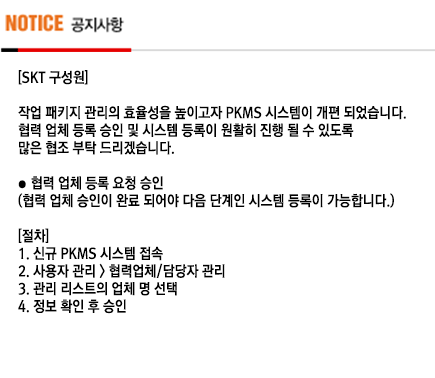 NOTICE 공지사항
[SKT 구성원]
작업 패키지 관리의 효율성을 높이고자 PKMS 시스템이 개편 되었습니다.
협력 업체 등록 승인 및 시스템 등록이 원활히 진행 될 수 있도록
많은 협조 부탁 드리겠습니다.
● 협력 업체 등록 요청 승인
(협력 업체 승인이 완료 되어야 다음 단계인 시스템 등록이 가능합니다.)
[절차]
1. 신규 PKMS 시스템 접속
2. 사용자 관리 > 협력업체/담당자 관리
3. 관리 리스트의 업체 명 선택
4. 정보 확인 후 승인